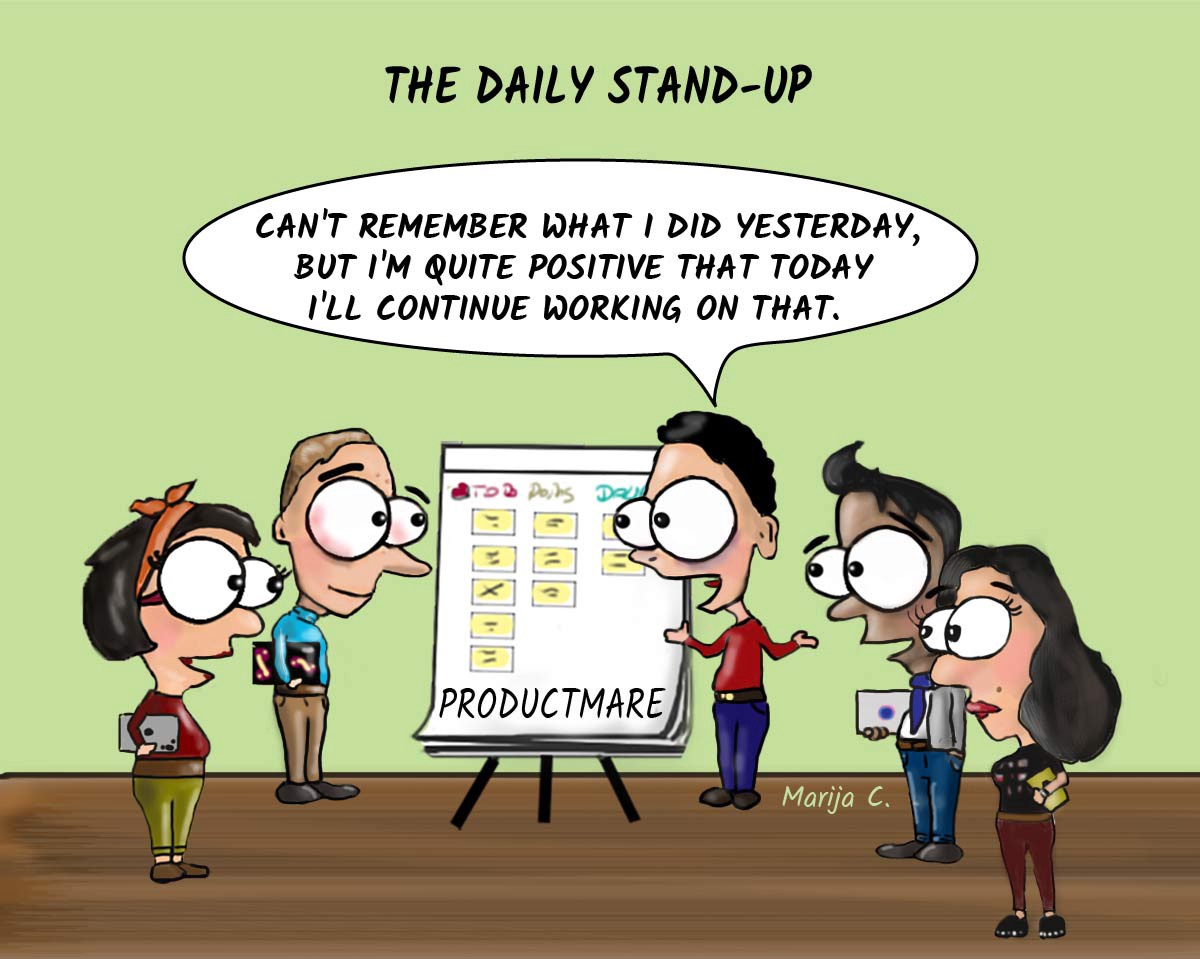 THE DAILY STAND-UP
CAN'T REMEMBER WHAT I DID YESTERDAY,
BUT I'M QUITE POSITIVE THAT TODAY
I'LL CONTINUE WORKING ON THAT.
TO D
PRODUCTMARE
Marija C.